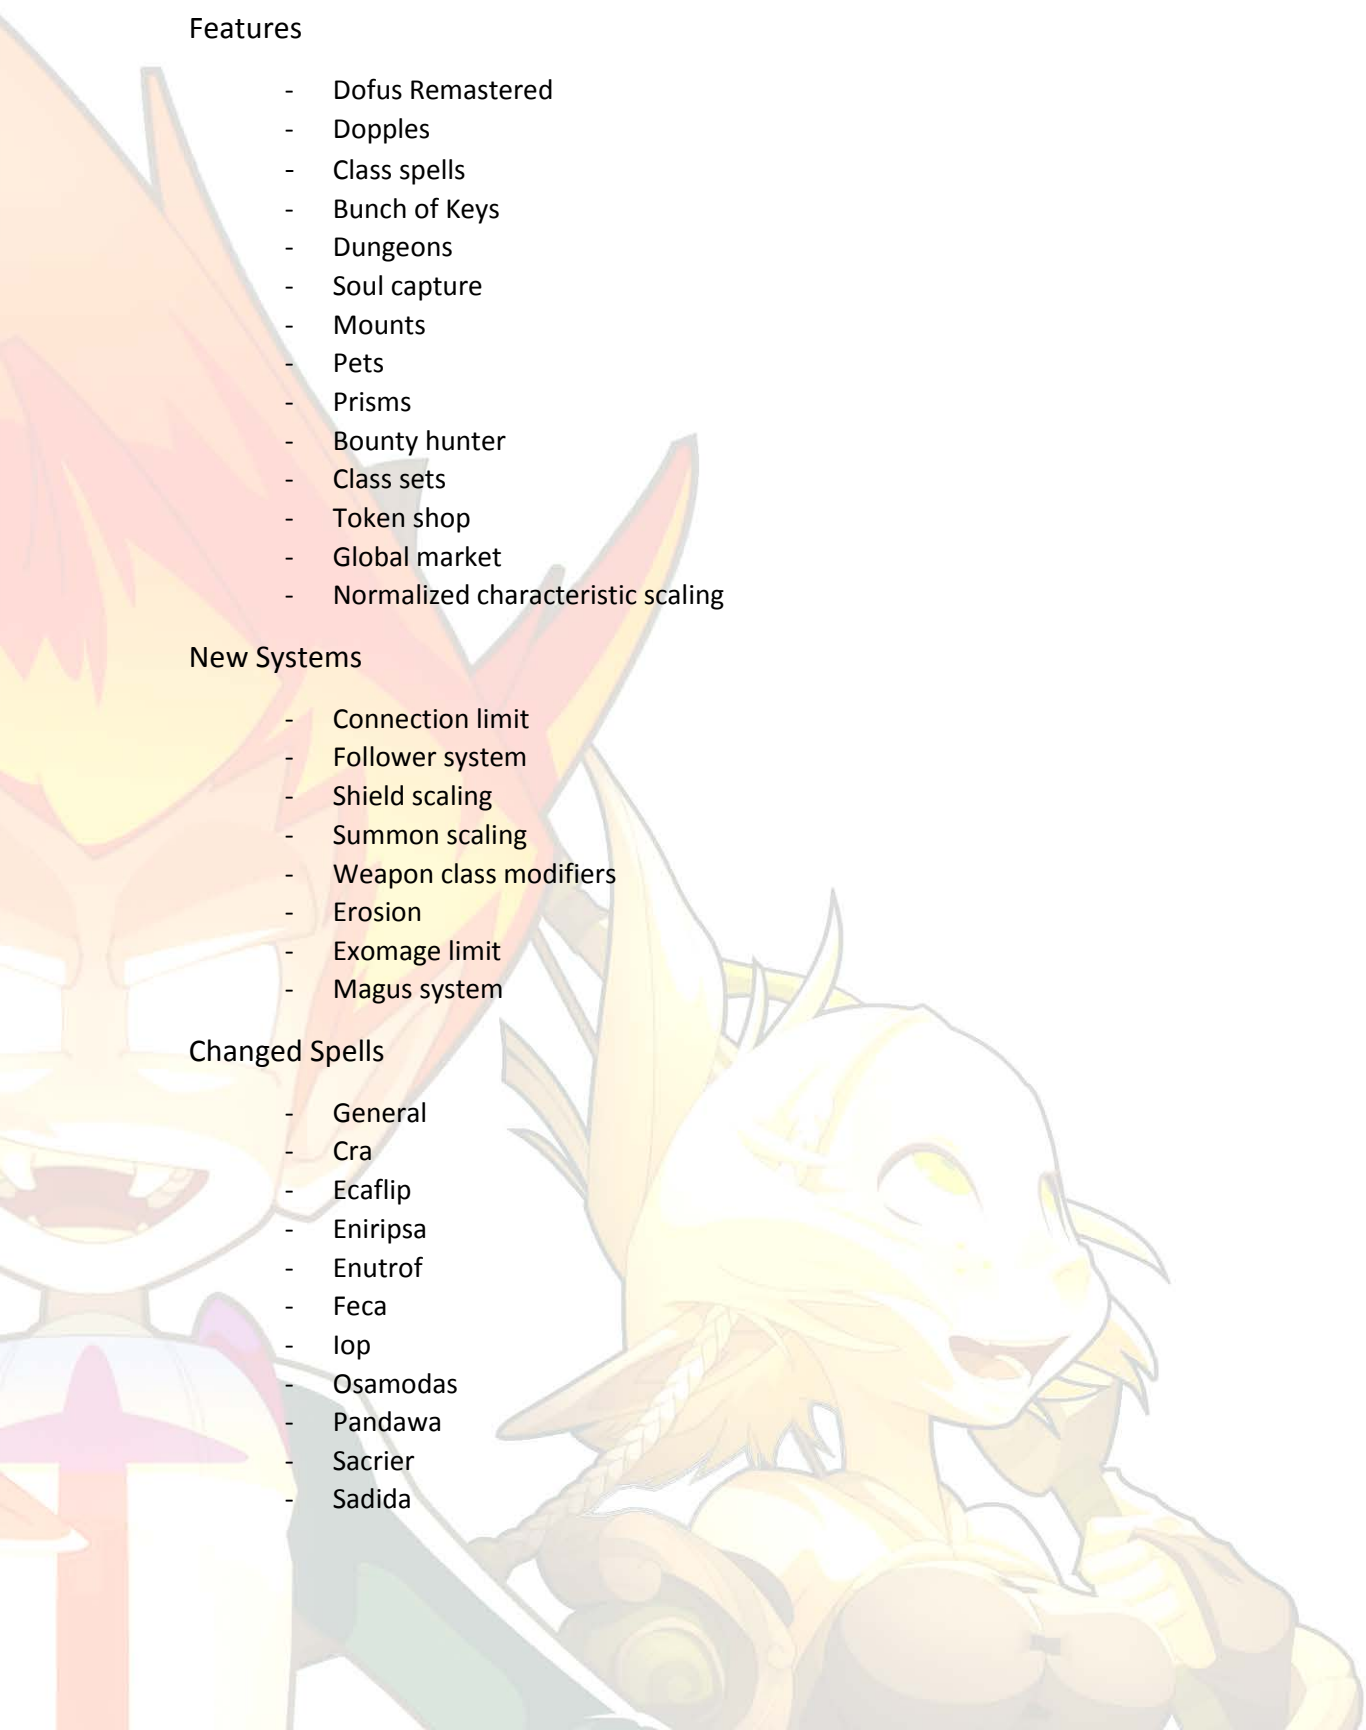 Features
- Dofus Remastered
- Dopples
- Class spells
- Bunch of Keys
- Dungeons
- Soul capture
- Mounts
- Pets
- Prisms
- Bounty hunter
- Class sets
- Token shop
- Global market
- Normalized characteristic scaling
New Systems
- Connection limit
- Follower system
- Shield scaling
- Summon scaling
- Weapon class modifiers
- Erosion
- Exomage limit
- Magus system
Changed Spells
- General
- Cra
- Ecaflip
- Eniripsa
- Enutrof
- Feca
- Iop
- Osamodas
- Pandawa
- Sacrier
- Sadida